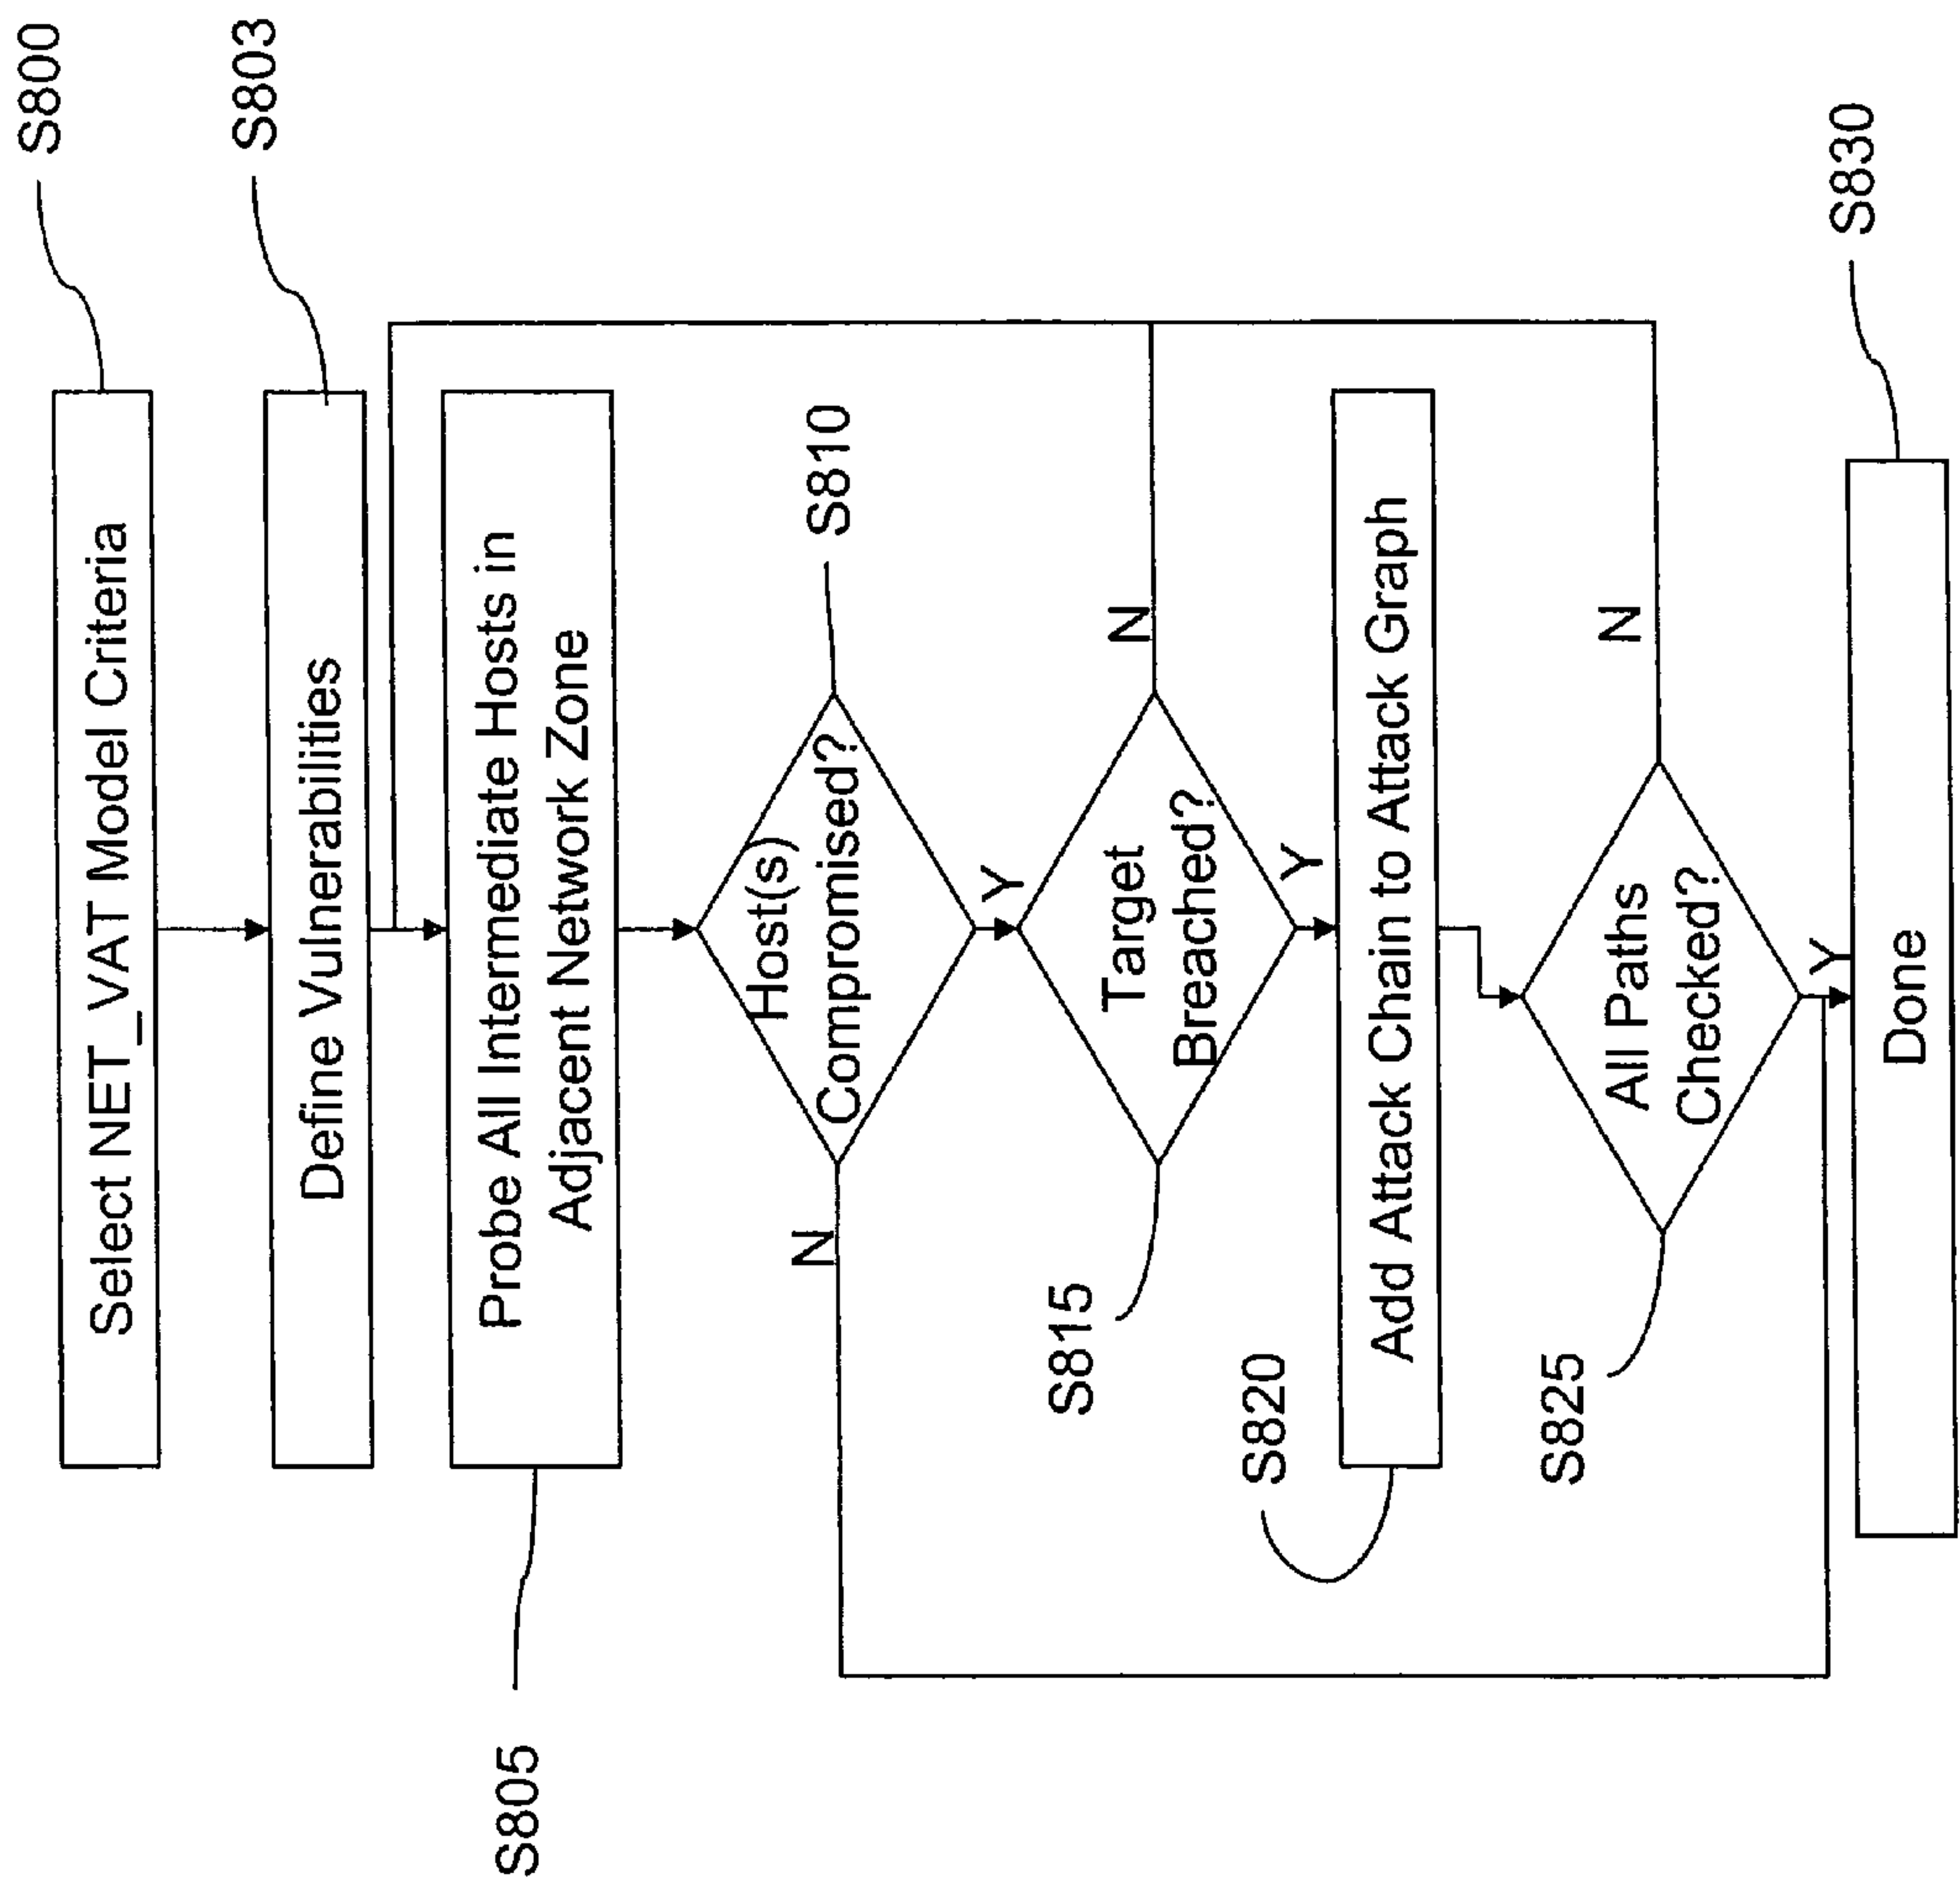 S800
Select NET_VAT Model Criteria
S803
Define Vulnerabilities
S805
Probe All Intermediate Hosts in
Adjacent Network Zone
S810
Host(s)
Compromised?
N
Y
S815
Target
Breached?
N
Y
S820
Add Attack Chain to Attack Graph
S825
All Paths
Checked?
N
Y
S830
Done